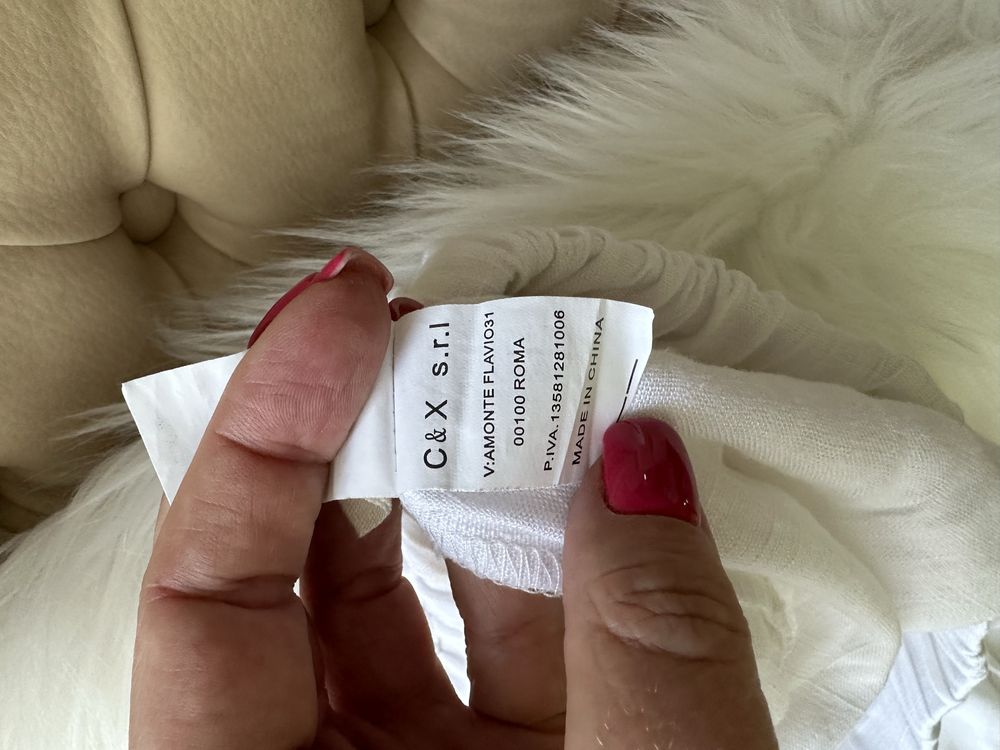 C&X s.r.l
V:AMONTE FLAVIO31
00100 ROMA
P.IVA.13581281006
MADE IN CHINA